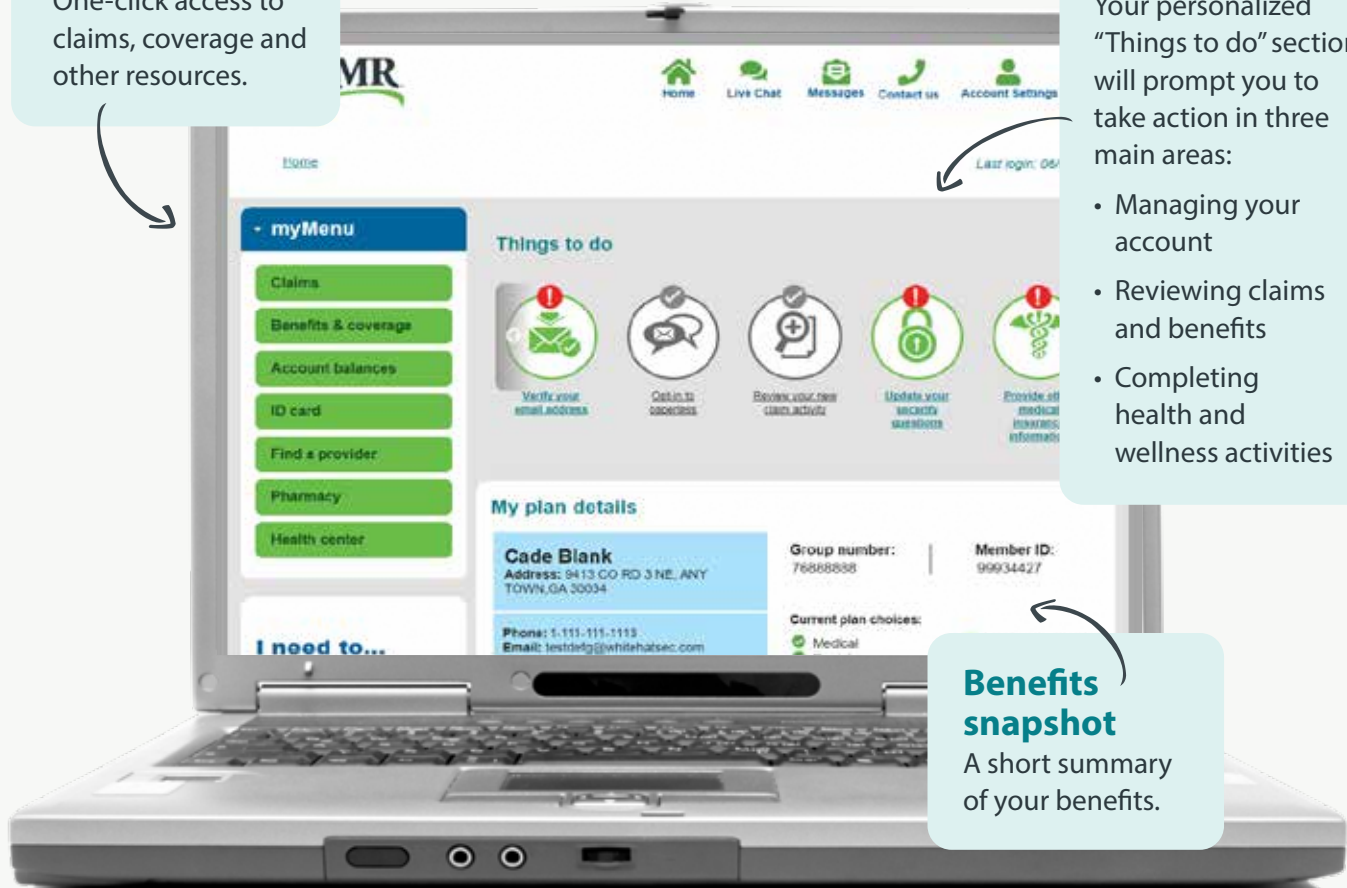 One-click access to
claims, coverage and
other resources.
MR
Home
Live Chat
Messages
Contact us
Account Settings
Home
Last login: 06/
Your personalized
“Things to do” section
will prompt you to
take action in three
main areas:
• Managing your
account
• Reviewing claims
and benefits
• Completing
health and
wellness activities
- myMenu
Claims
Benefits & coverage
Account balances
ID card
Find a provider
Pharmacy
Health center
I need to...
Things to do
Verify your
email address
Opt-in to
paperless
Review your new
claim activity
Update your
security
questions
Provide
medical
My plan details
Cade Blank
Address: 9413 CO RD 3 NE, ANY
TOWN, GA 30034
Phone: 1-111-111-1113
Email: testdefg@whitehatsec.com
Group number:
76888888
Member ID:
99934427
Current plan choices:
Medical
Benefits
snapshot
A short summary
of your benefits.